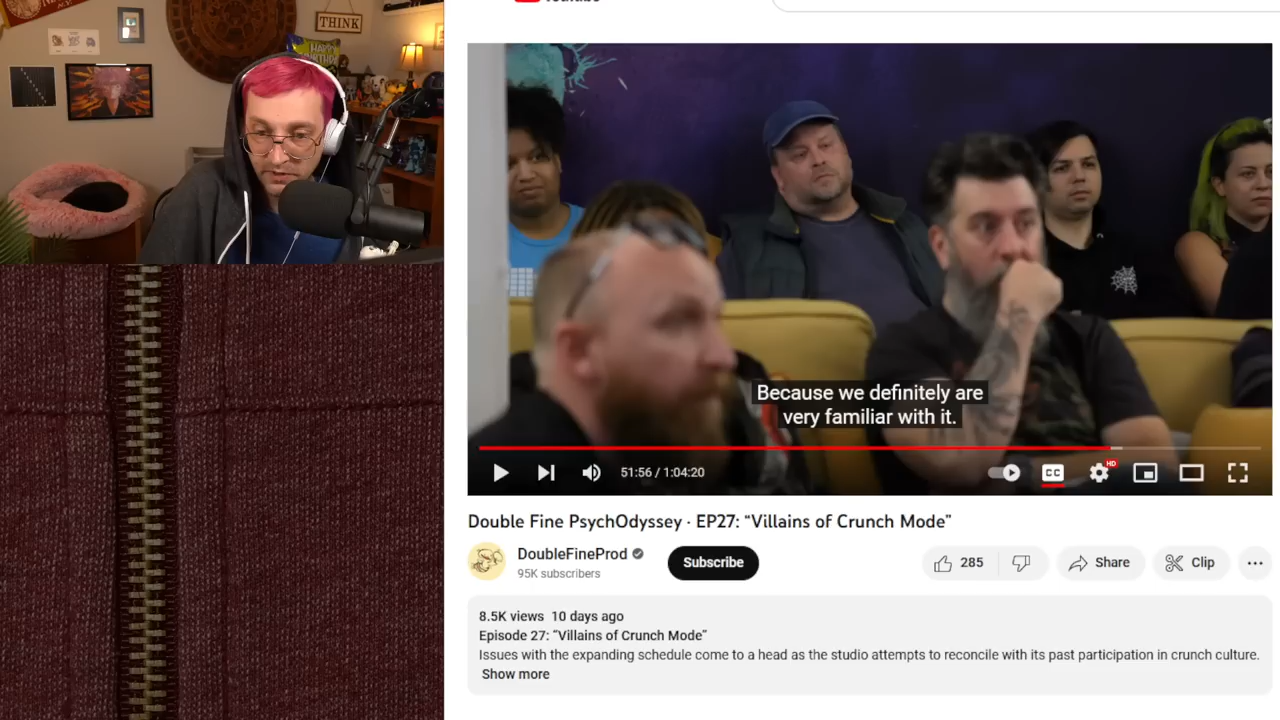 THINK
YouTube
Because we definitely are
very familiar with it.
51:56 / 1:04:20
CC
HD
Double Fine PsychOdyssey · EP27: “Villains of Crunch Mode”
DoubleFineProd
95K subscribers
Subscribe
285
Share
Clip
8.5K views 10 days ago
Episode 27: “Villains of Crunch Mode”
Issues with the expanding schedule come to a head as the studio attempts to reconcile with its past participation in crunch culture.
Show more